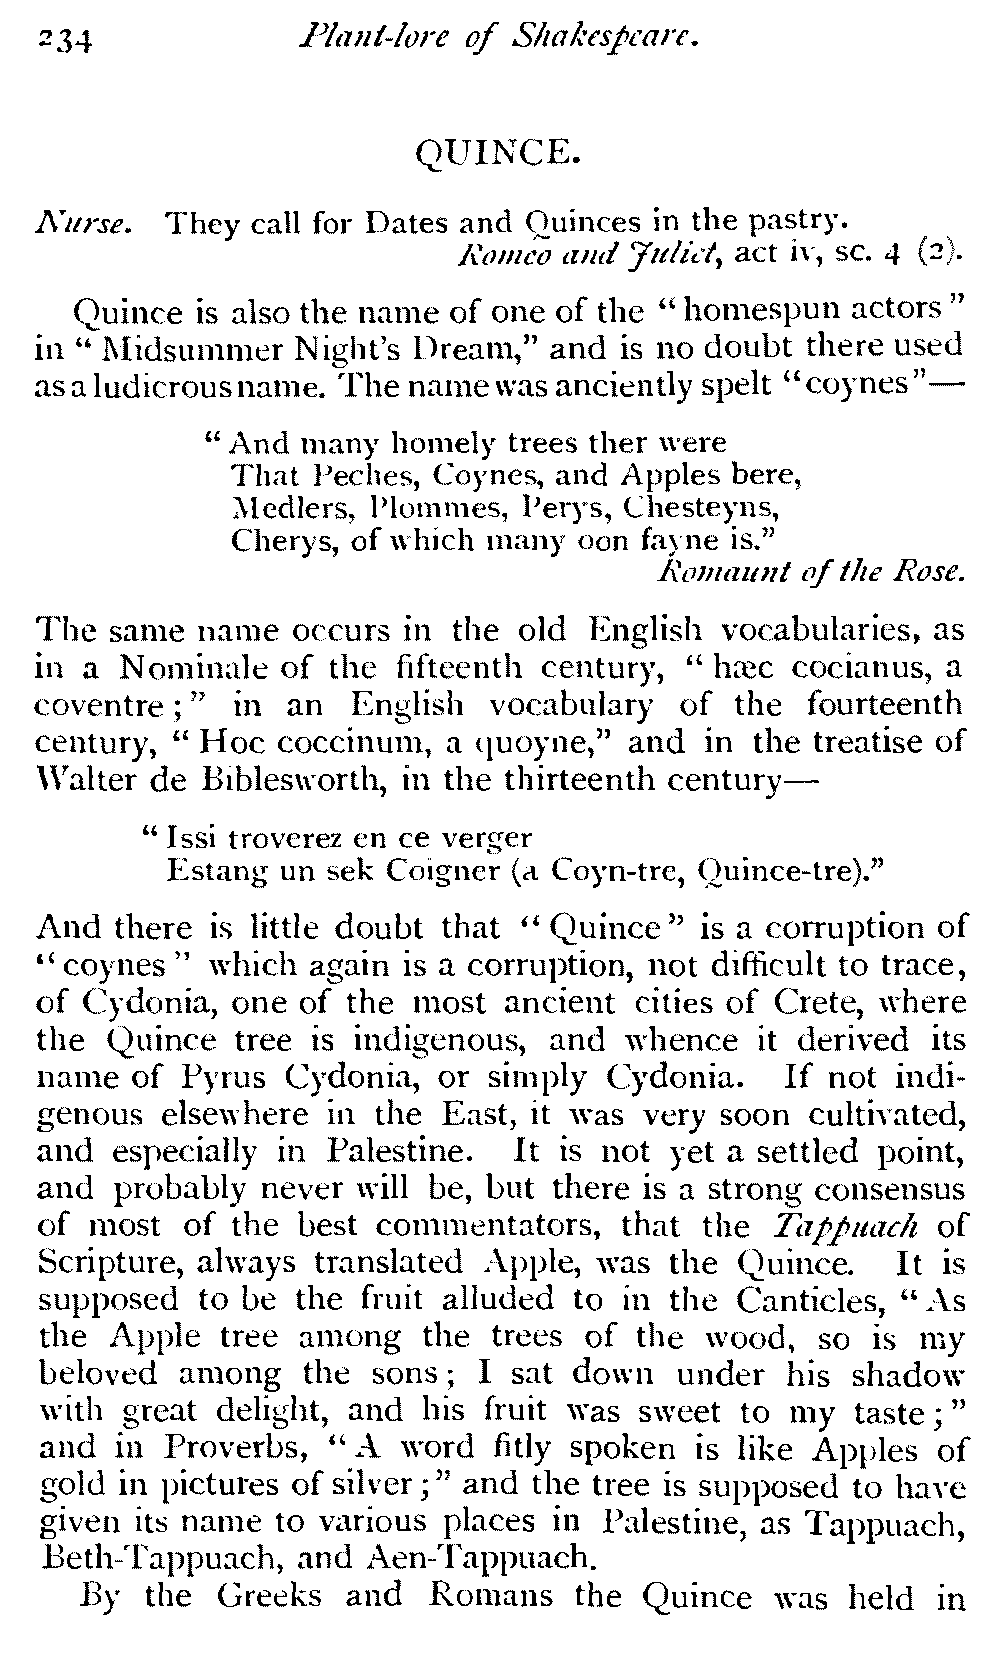 234 Plant-lore of Shakespeare.
QUINCE.
Nurse. They call for Dates and Quinces in the pastry.
Romeo and Juliet, act iv, sc. 4 (2).
Quince is also the name of one of the “ homespun actors ”
in “ Midsummer Night's Dream,” and is no doubt there used
as a ludicrous name. The name was anciently spelt “coynes”—
“ And many homely trees ther were
That Peches, Coynes, and Apples bere,
Medlers, Plommes, Perys, Chesteyns,
Cherys, of which many oon fayne is.”
Romaunt of the Rose.
The same name occurs in the old English vocabularies, as
in a Nominale of the fifteenth century, “ hæc cocianus, a
coventre ; ” in an English vocabulary of the fourteenth
century, “ Hoc coccinum, a quoyne,” and in the treatise of
Walter de Biblesworth, in the thirteenth century—
“ Issi troverez en ce verger
Estang un sek Coigner (a Coyn-tre, Quince-tre).”
And there is little doubt that “ Quince ” is a corruption of
“ coynes ” which again is a corruption, not difficult to trace,
of Cydonia, one of the most ancient cities of Crete, where
the Quince tree is indigenous, and whence it derived its
name of Pyrus Cydonia, or simply Cydonia. If not indi-
genous elsewhere in the East, it was very soon cultivated,
and especially in Palestine. It is not yet a settled point,
and probably never will be, but there is a strong consensus
of most of the best commentators, that the Tappuach of
Scripture, always translated Apple, was the Quince. It is
supposed to be the fruit alluded to in the Canticles, “ As
the Apple tree among the trees of the wood, so is my
beloved among the sons ; I sat down under his shadow
with great delight, and his fruit was sweet to my taste ; ”
and in Proverbs, “ A word fitly spoken is like Apples of
gold in pictures of silver ; ” and the tree is supposed to have
given its name to various places in Palestine, as Tappuach,
Beth-Tappuach, and Aen-Tappuach.
By the Greeks and Romans the Quince was held in